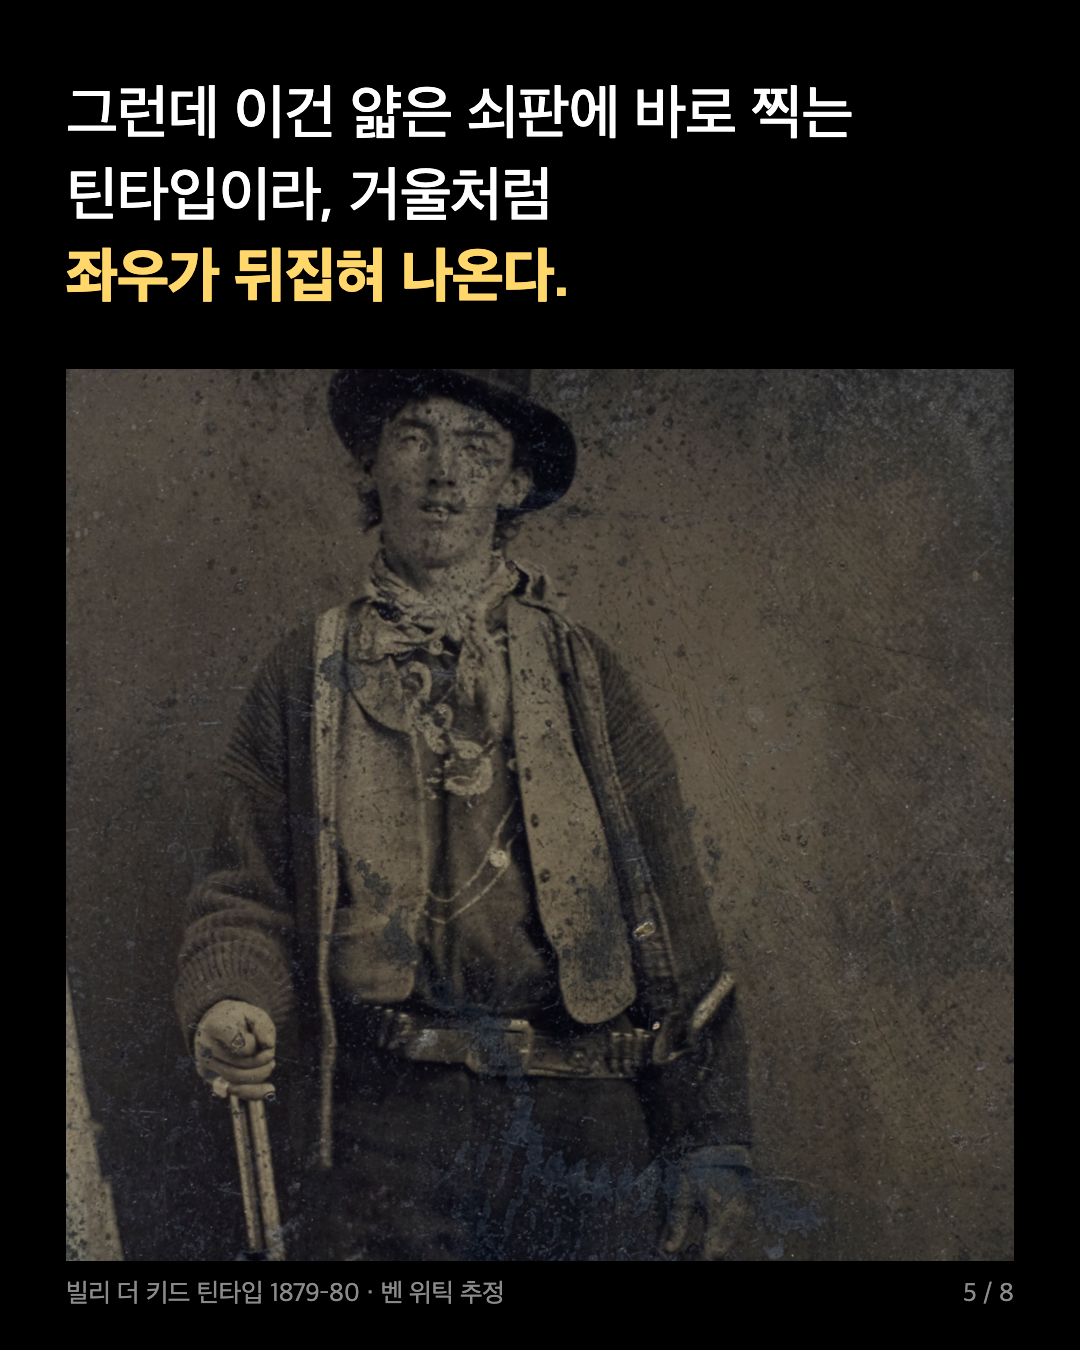 그런데 이건 얇은 쇠판에 바로 찍는
틴타입이라, 거울처럼
좌우가 뒤집혀 나온다.
빌리 더 키드 틴타입 1879-80 · 벤 위틱 추정
5 / 8